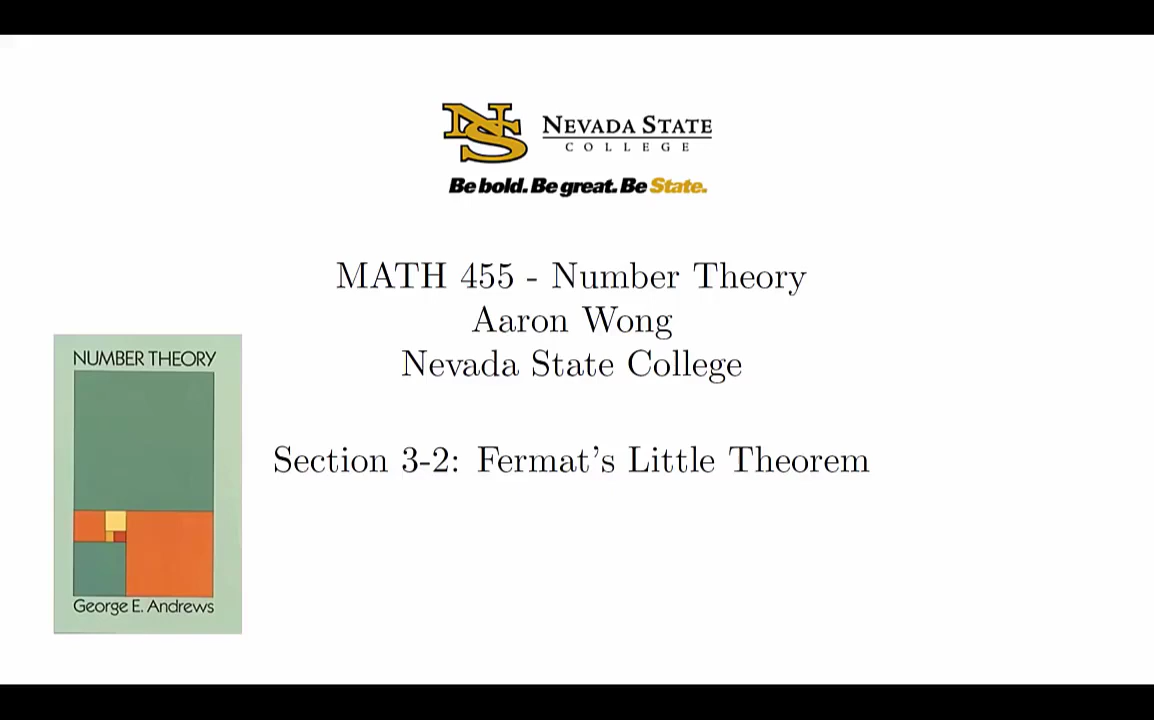 NS
NEVADA STATE
COLLEGE
Be bold. Be great. Be State.
MATH 455 - Number Theory
Aaron Wong
Nevada State College
Section 3-2: Fermat's Little Theorem
NUMBER THEORY
George E. Andrews